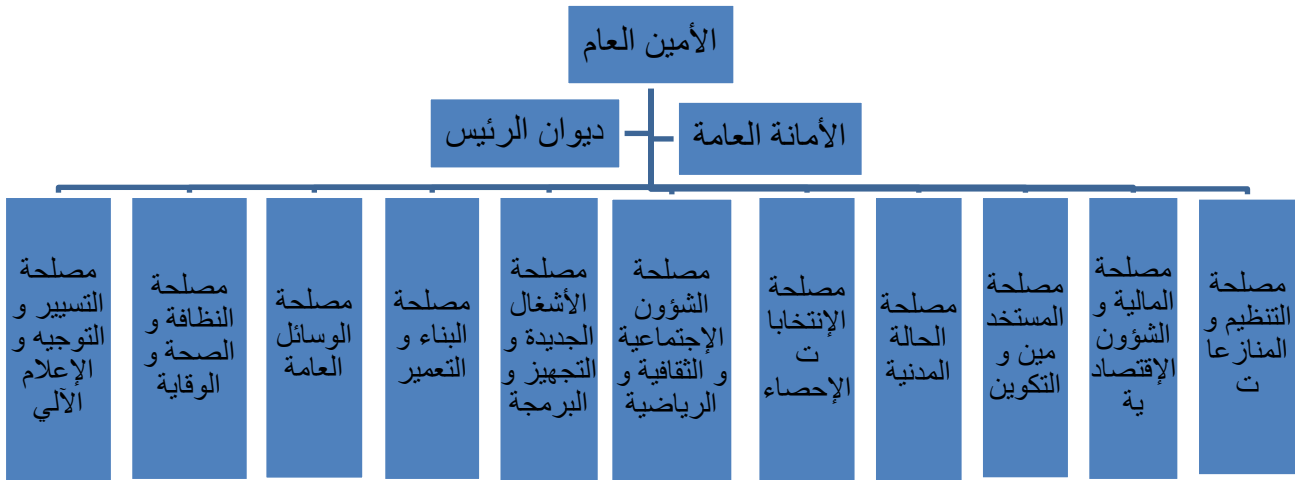 الأمين العام
الأمانة العامة
ديوان الرئيس
مصلحة
التنظيم و
المنازعا
ت
مصلحة
المالية و
الشؤون
الإقتصاد
ية
مصلحة
المستخد
مين و
التكوين
مصلحة
الحالة
المدنية
مصلحة
الإنتخابا
ت
الإحصاء
مصلحة
الشؤون
الإجتماعية
و الثقافية و
الرياضية
مصلحة
الأشغال
الجديدة و
التجهيز و
البرمجة
مصلحة
البناء و
التعمير
مصلحة
الوسائل
العامة
مصلحة
النظافة و
الصحة و
الوقاية
مصلحة
التسيير و
التوجيه و
الإعلام
الآلي